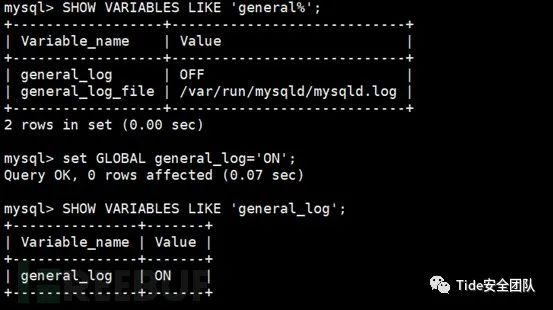 mysql> SHOW VARIABLES LIKE 'general%';
+------------------+----------------------------+
| Variable_name | Value |
+------------------+----------------------------+
| general_log | OFF |
| general_log_file | /var/run/mysqld/mysqld.log |
+------------------+----------------------------+
2 rows in set (0.00 sec)
mysql> set GLOBAL general_log='ON';
Query OK, 0 rows affected (0.07 sec)
mysql> SHOW VARIABLES LIKE 'general_log';
+---------------+-------+
| Variable_name | Value |
+---------------+-------+
| general_log | ON |
+---------------+-------+
FREEBUF
Tide安全团队